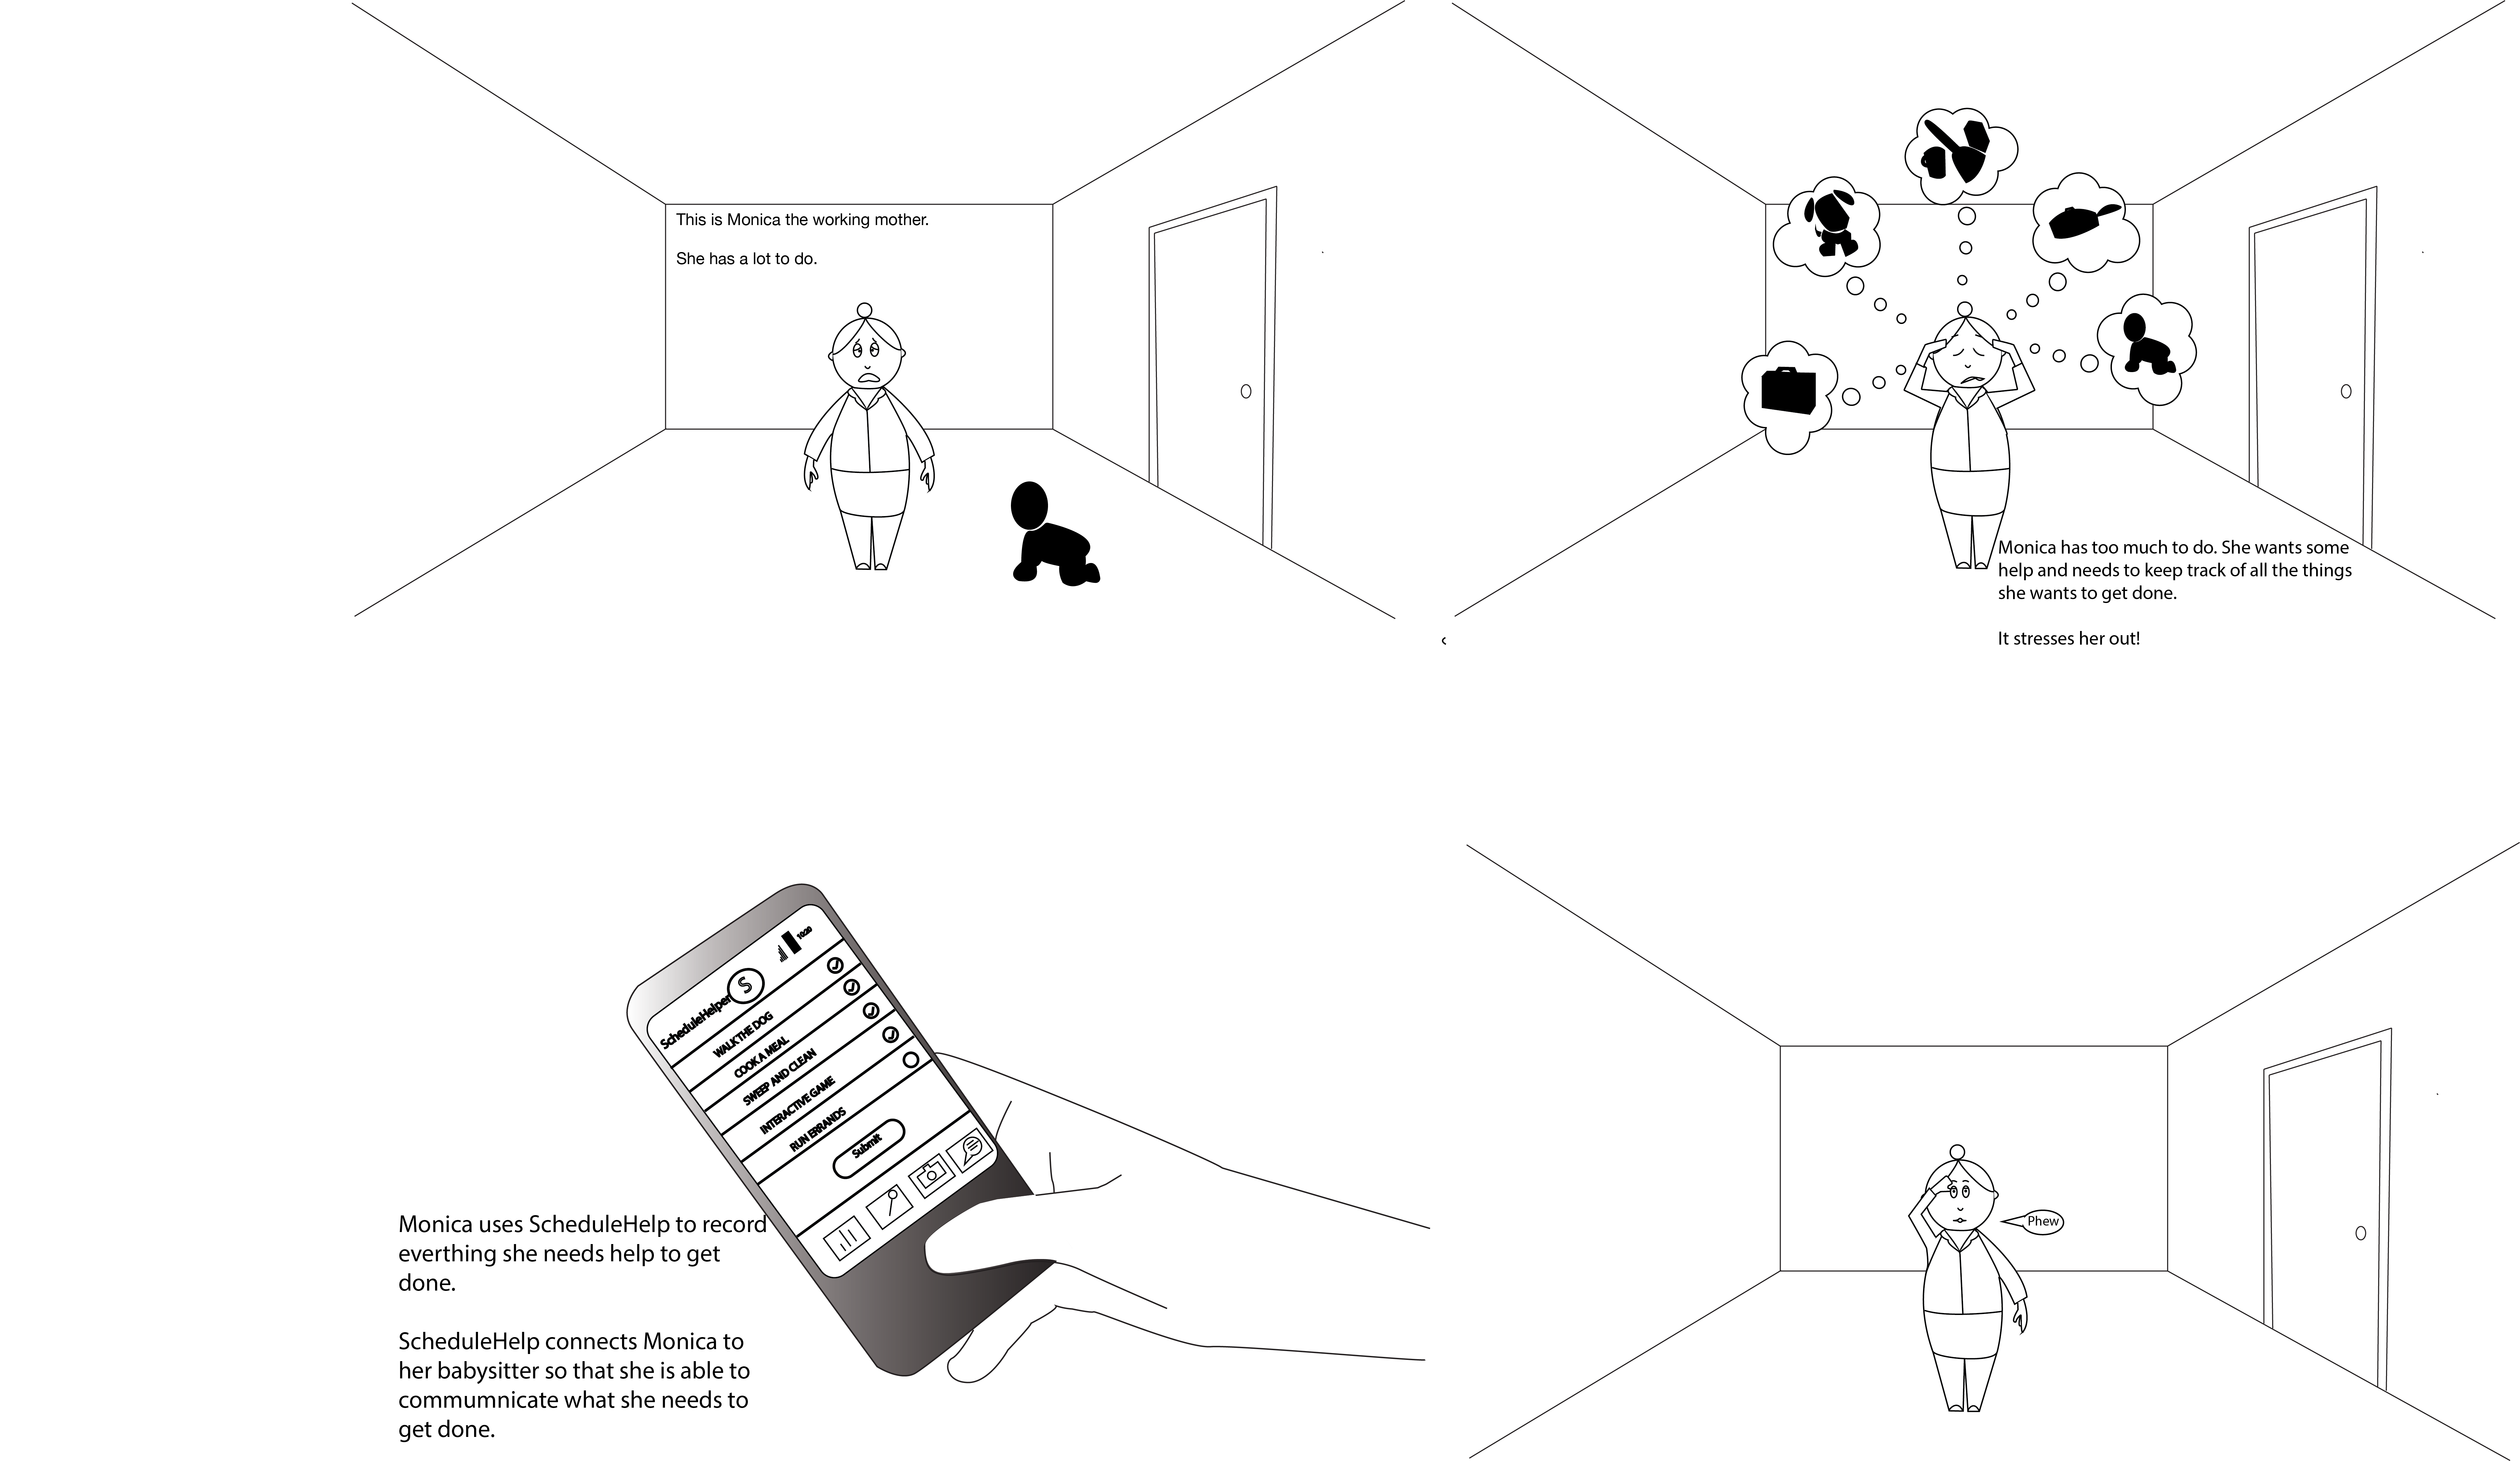 This is Monica the working mother.
She has a lot to do.
Monica has too much to do. She wants some
help and needs to keep track of all the things
she wants to get done.
It stresses her out!
10:20
S
ScheduleHelper
WALK THE DOG
COOK A MEAL
SWEEP AND CLEAN
INTERACTIVE GAME
RUN ERRANDS
Submit
Monica uses ScheduleHelp to record
everthing she needs help to get
done.
ScheduleHelp connects Monica to
her babysitter so that she is able to
commumnicate what she needs to
get done.
Phew